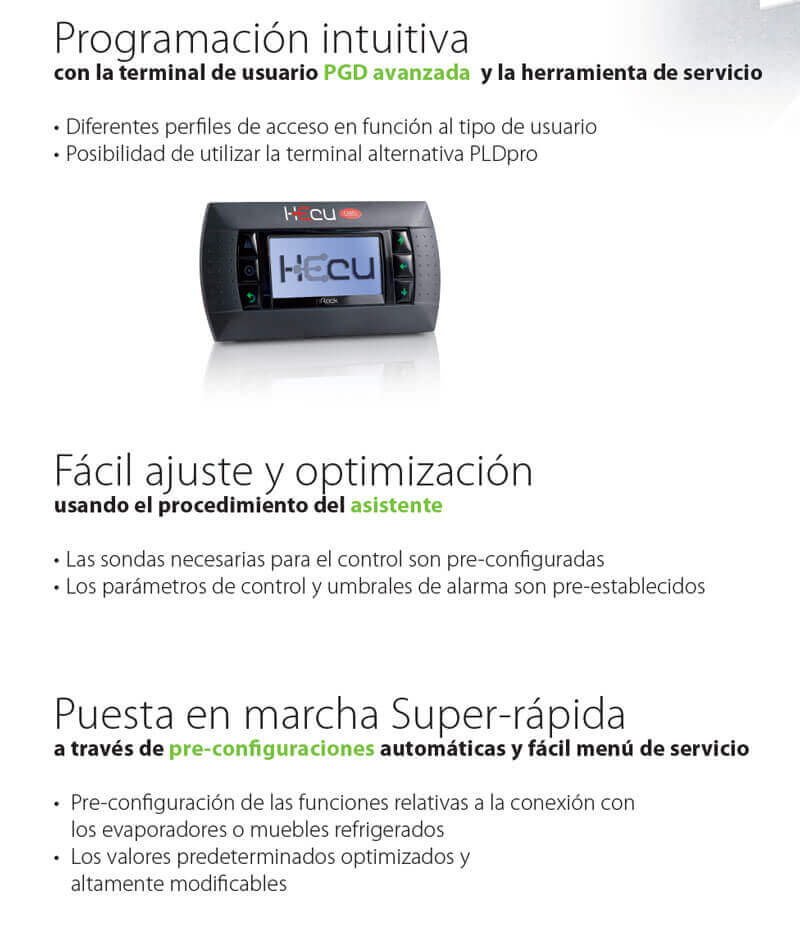 Programación intuitiva
con la terminal de usuario PGD avanzada y la herramienta de servicio
• Diferentes perfiles de acceso en función al tipo de usuario
• Posibilidad de utilizar la terminal alternativa PLDpro
HECU
HECU
Fácil ajuste y optimización
usando el procedimiento del asistente
• Las sondas necesarias para el control son pre-configuradas
• Los parámetros de control y umbrales de alarma son pre-establecidos
Puesta en marcha Super-rápida
a través de pre-configuraciones automáticas y fácil menú de servicio
• Pre-configuración de las funciones relativas a la conexión con
los evaporadores o muebles refrigerados
• Los valores predeterminados optimizados y
altamente modificables